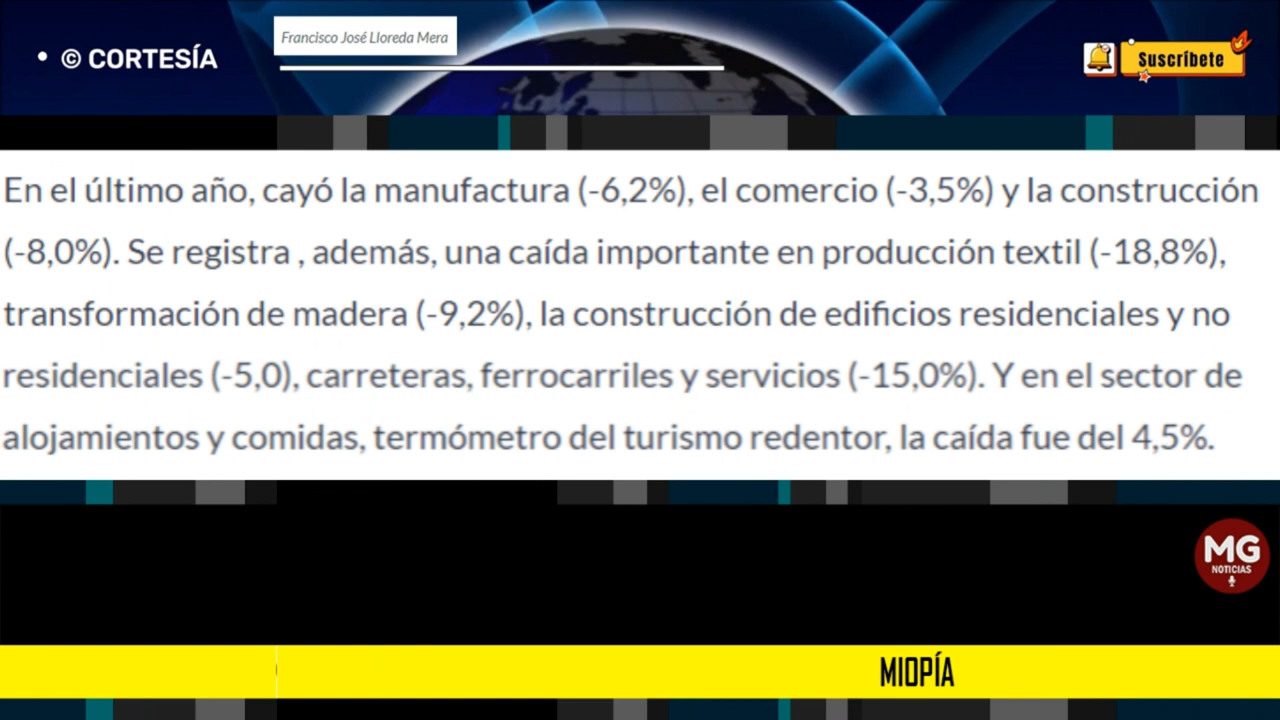 • © CORTESÍA
Francisco José Lloreda Mera
Suscríbete
En el último año, cayó la manufactura (-6,2%), el comercio (-3,5%) y la construcción
(-8,0%). Se registra , además, una caída importante en producción textil (-18,8%),
transformación de madera (-9,2%), la construcción de edificios residenciales y no
residenciales (-5,0), carreteras, ferrocarriles y servicios (-15,0%). Y en el sector de
alojamientos y comidas, termómetro del turismo redentor, la caída fue del 4,5%.
MG
NOTICIAS
MIOPÍA